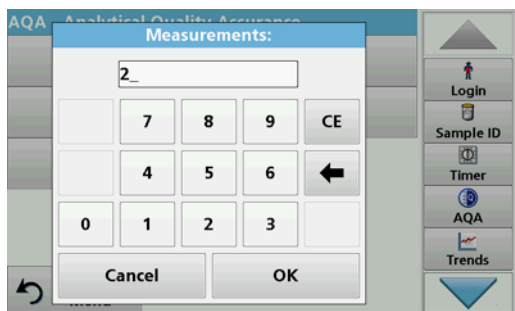 AQA - Analytical Quality Assurance
Measurements:
2_
7 8 9 CE
4 5 6
0 1 2 3
Cancel OK
Menu
Login
Sample ID
Timer
AQA
Trends